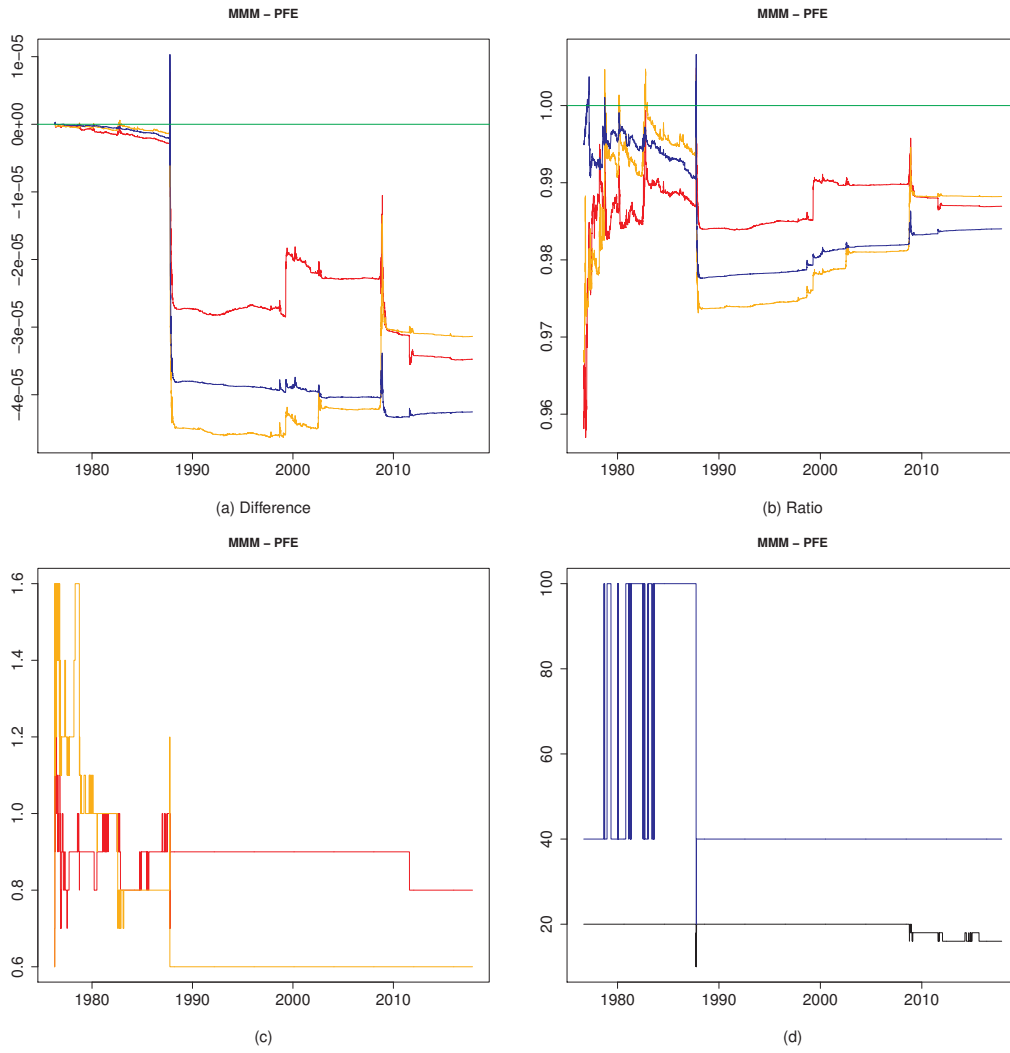 MMM – PFE
1e−05
0e+00
−1e−05
−2e−05
−3e−05
−4e−05
1980 1990 2000 2010
(a) Difference
MMM – PFE
1.00
0.99
0.98
0.97
0.96
1980 1990 2000 2010
(b) Ratio
MMM – PFE
1.6
1.4
1.2
1.0
0.8
0.6
1980 1990 2000 2010
(c)
MMM – PFE
100
80
60
40
20
1980 1990 2000 2010
(d)